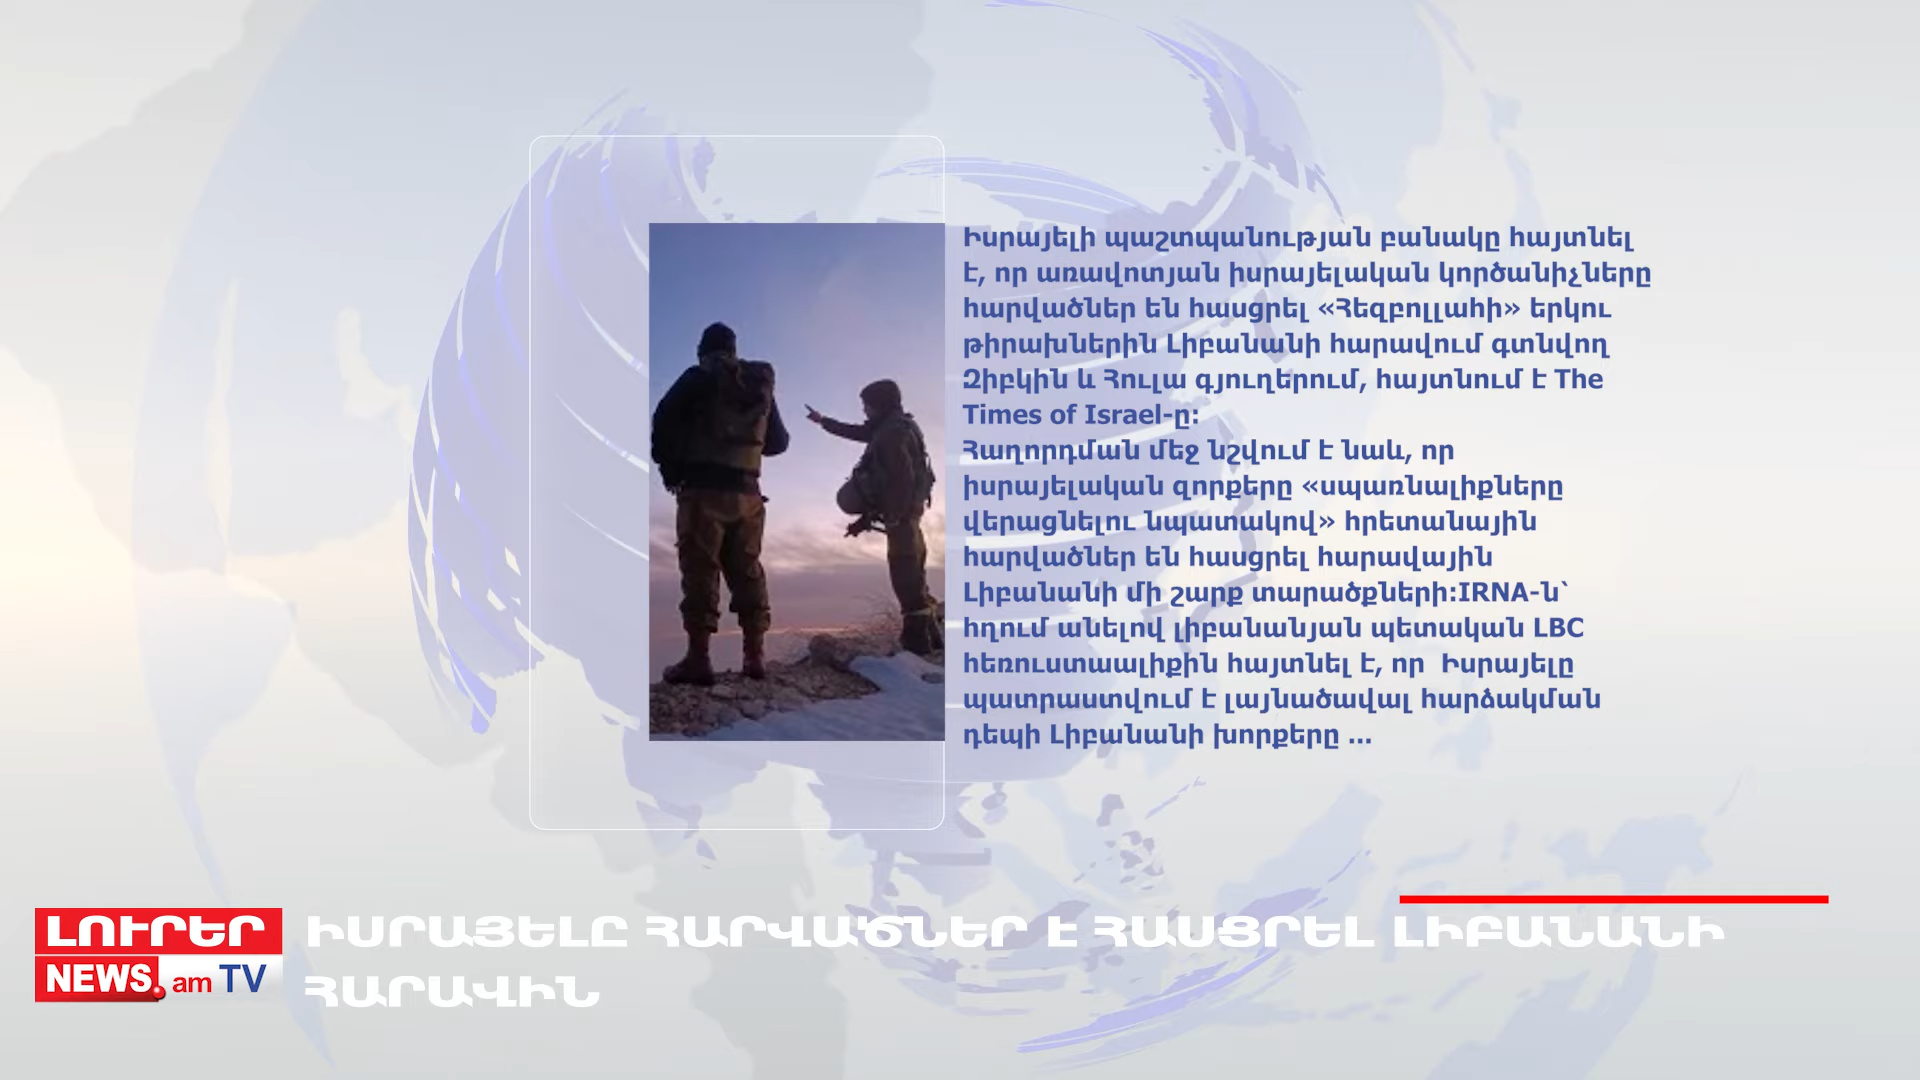 Իսրայելի պաշտպանության բանակը հայտնել
է, որ առավոտյան իսրայելական կործանիչները
հարվածներ են հասցրել «Հեզբոլլահի» երկու
թիրախներին Լիբանանի հարավում գտնվող
Զիբկին և Հուլա գյուղերում, հայտնում է The
Times of Israel-ը:
Հաղորդման մեջ նշվում է նաև, որ
իսրայելական զորքերը «սպառնալիքները
վերացնելու նպատակով» հրետանային
հարվածներ են հասցրել հարավային
Լիբանանի մի շարք տարածքների:IRNA-ն՝
հղում անելով լիբանանյան պետական LBC
հեռուստաալիքին հայտնել է, որ  Իսրայելը
պատրաստվում է լայնածավալ հարձակման
դեպի Լիբանանի խորքերը ...
ԼՈՒՐԵՐ
NEWS.am TV
ԻՍՐԱՅԵԼԸ ՀԱՐՎԱԾՆԵՐ Է ՀԱՍՑՐԵԼ ԼԻԲԱՆԱՆԻ
ՀԱՐԱՎԻՆ